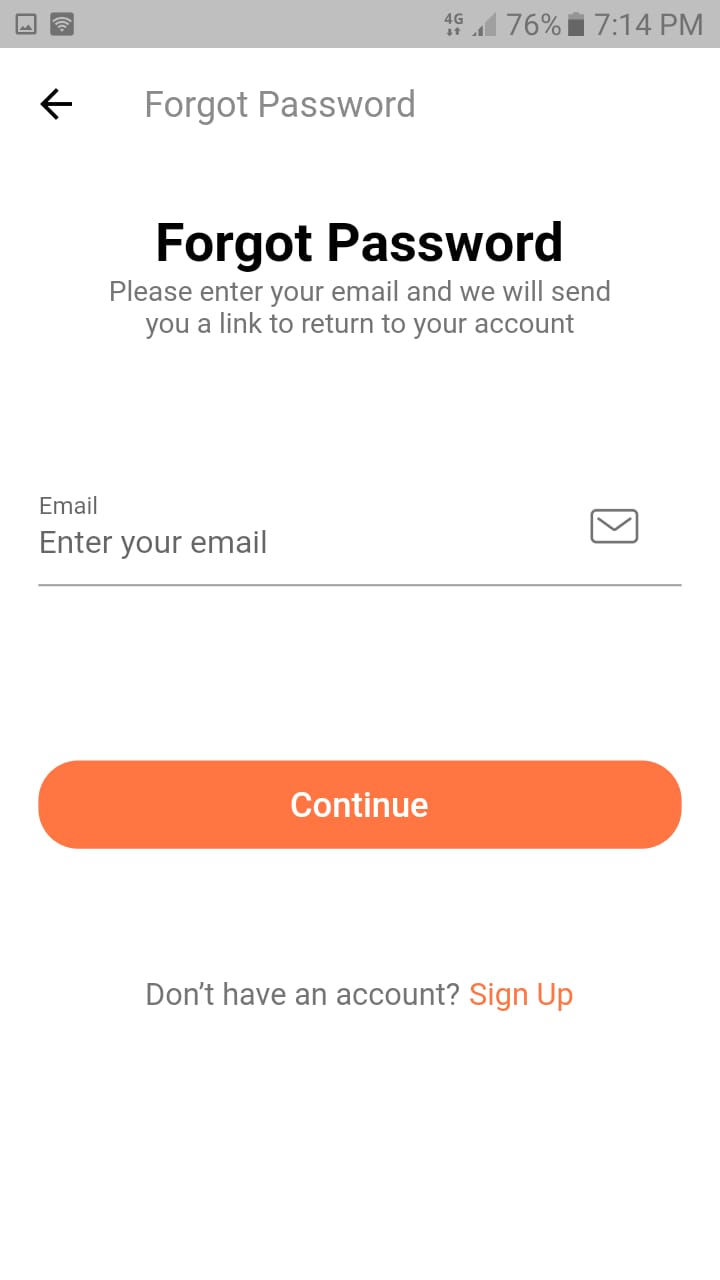 4G 76% 7:14 PM
Forgot Password
Forgot Password
Please enter your email and we will send
you a link to return to your account
Email
Enter your email
Continue
Don’t have an account? Sign Up